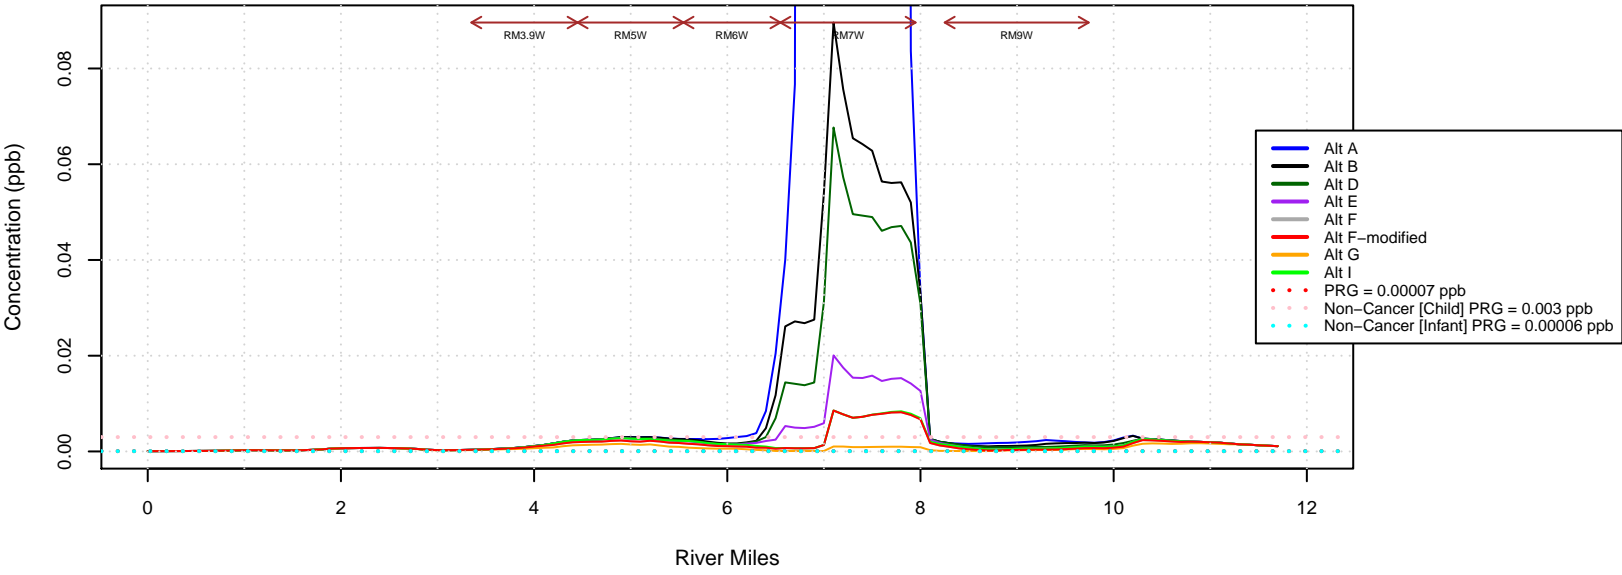 RM3.9W RM5W RM6W RM7W RM9W
Concentration (ppb)
0.08
0.06
0.04
0.02
0.00
0 2 4 6 8 10 12
River Miles
Alt A
Alt B
Alt D
Alt E
Alt F
Alt F−modified
Alt G
Alt I
PRG = 0.00007 ppb
Non−Cancer [Child] PRG = 0.003 ppb
Non−Cancer [Infant] PRG = 0.00006 ppb